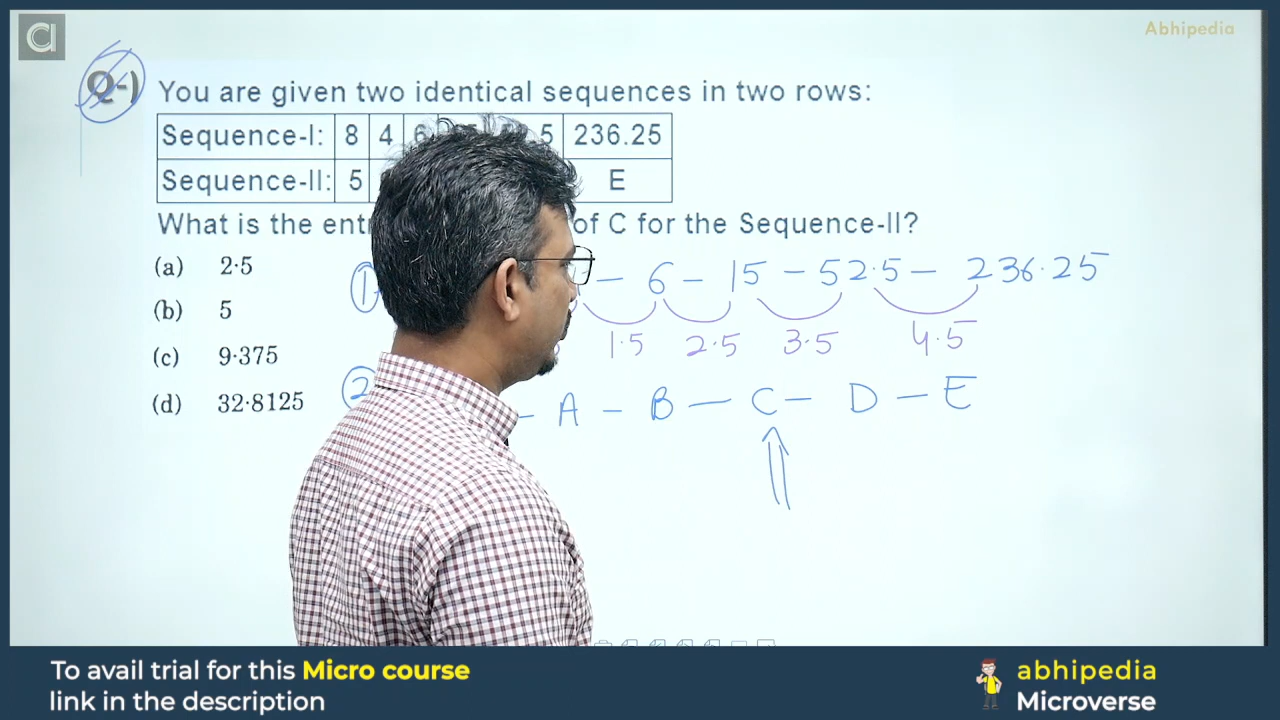 Abhipedia
Q-) You are given two identical sequences in two rows:
Sequence-I: 8 4 6 5 236.25
Sequence-II: 5 E
What is the of C for the Sequence-II?
(a) 2·5
(b) 5
(c) 9·375
(d) 32·8125
① – 6 – 15 – 52·5 – 236·25
1·5 2·5 3·5 4·5
② – A – B – C – D – E
To avail trial for this Micro course
link in the description
abhipedia
Microverse